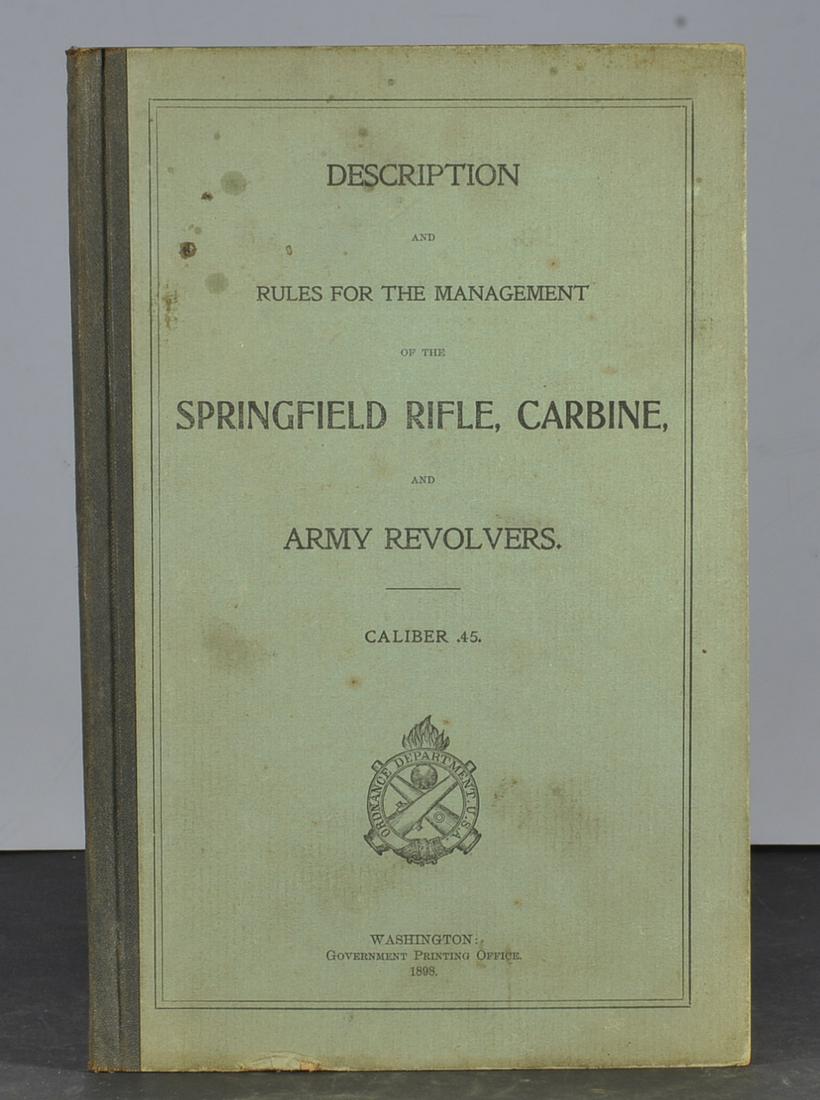 DESCRIPTION
AND
RULES FOR THE MANAGEMENT
OF THE
SPRINGFIELD RIFLE, CARBINE,
AND
ARMY REVOLVERS.
CALIBER .45.
ORDNANCE DEPARTMENT. U.S.A.
WASHINGTON:
GOVERNMENT PRINTING OFFICE.
1898.